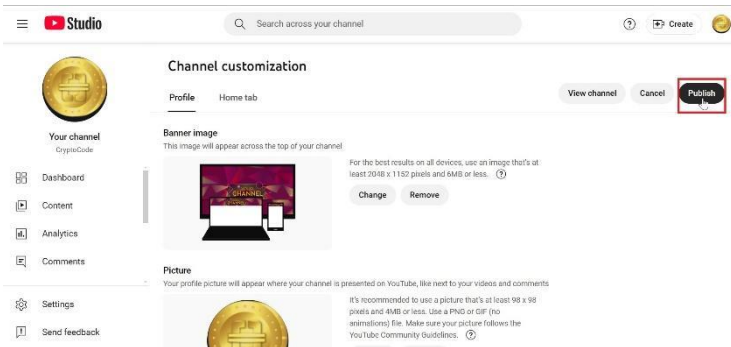 Studio
Search across your channel
Create
Channel customization
Profile
Home tab
View channel
Cancel
Publish
Your channel
CryptoCode
Dashboard
Content
Analytics
Comments
Settings
Send feedback
Banner image
This image will appear across the top of your channel
CHANNEL
For the best results on all devices, use an image that's at
least 2048 x 1152 pixels and 6MB or less.
Change
Remove
Picture
Your profile picture will appear where your channel is presented on YouTube, like next to your videos and comments
It's recommended to use a picture that's at least 98 x 98
pixels and 4MB or less. Use a PNG or GIF (no
animations) file. Make sure your picture follows the
YouTube Community Guidelines.